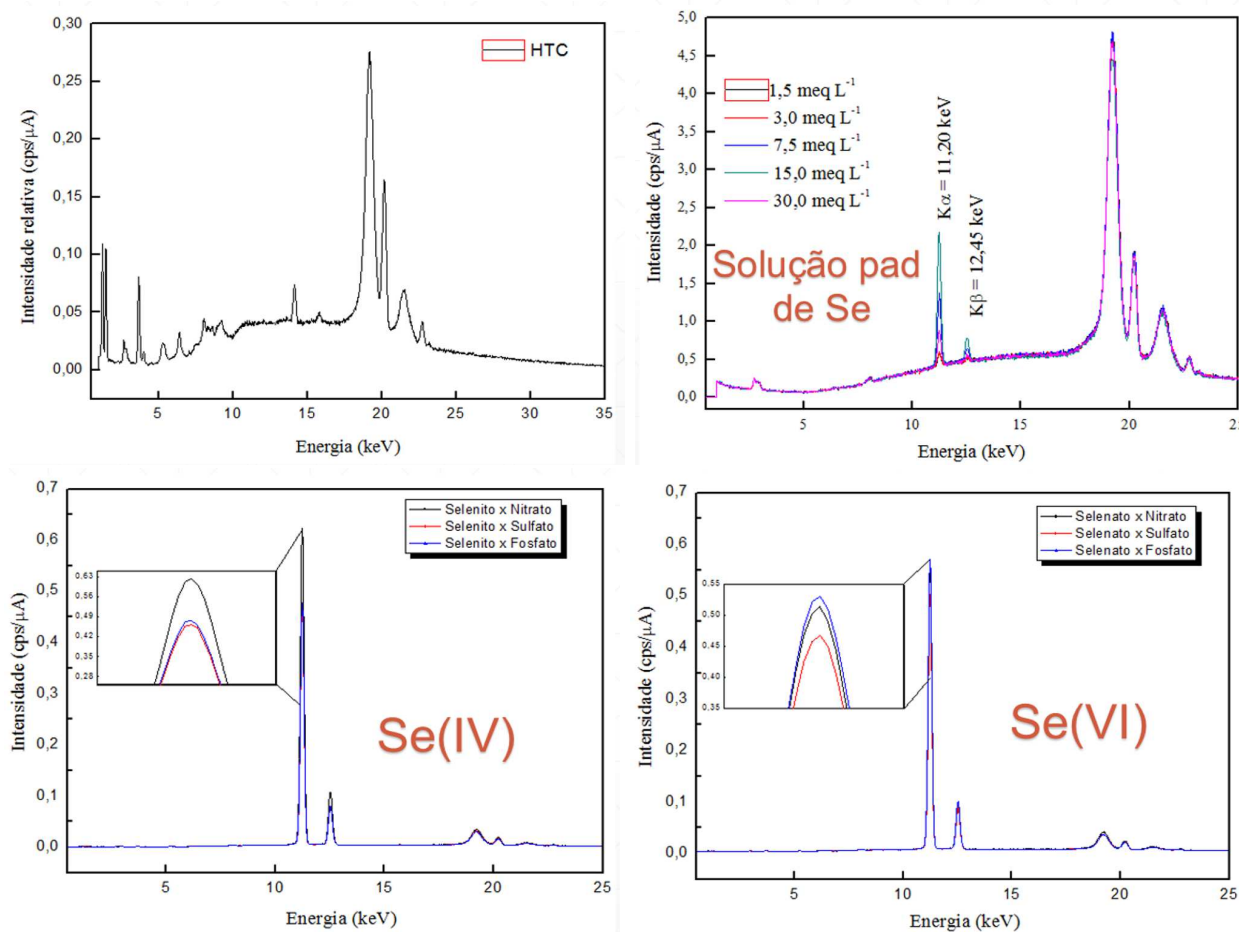 0,30
0,25
0,20
0,15
0,10
0,05
0,00
Intensidade relativa (cps/μA)
HTC
5 10 15 20 25 30 35
Energia (keV)
5,0
4,5
4,0
3,5
3,0
2,5
2,0
1,5
1,0
0,5
0,0
Intensidade (cps/μA)
1,5 meq L⁻¹
3,0 meq L⁻¹
7,5 meq L⁻¹
15,0 meq L⁻¹
30,0 meq L⁻¹
Kα = 11,20 keV
Kβ = 12,45 keV
Solução pad
de Se
5 10 15 20 25
Energia (keV)
0,7
0,6
0,5
0,4
0,3
0,2
0,1
0,0
Intensidade (cps/μA)
Selenito x Nitrato
Selenito x Sulfato
Selenito x Fosfato
0,63
0,56
0,49
0,42
0,35
0,28
Se(IV)
5 10 15 20 25
Energia (keV)
0,7
0,6
0,5
0,4
0,3
0,2
0,1
0,0
Intensidade (cps/μA)
Selenato x Nitrato
Selenato x Sulfato
Selenato x Fosfato
0,55
0,50
0,45
0,40
0,35
Se(VI)
5 10 15 20 25
Energia (keV)